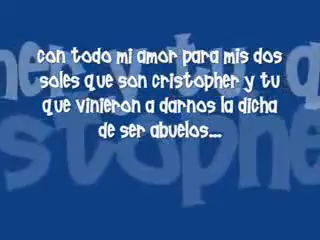 con todo mi amor para mis dos
soles que son cristopher y tu
que vinieron a darnos la dicha
de ser abuelos...